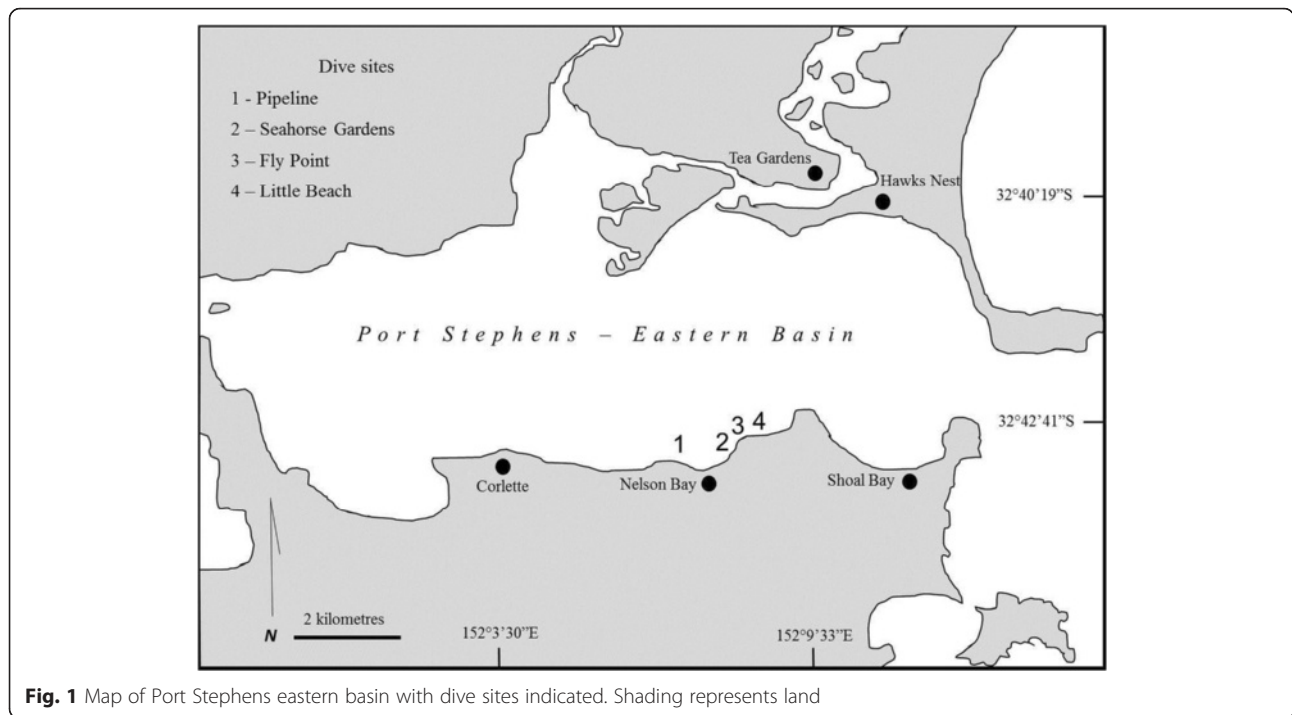 Dive sites
1 - Pipeline
2 – Seahorse Gardens
3 – Fly Point
4 – Little Beach
Tea Gardens
Hawks Nest
32°40’19”S
Port Stephens – Eastern Basin
32°42’41”S
1
2
3
4
Corlette
Nelson Bay
Shoal Bay
N
2 kilometres
152°3’30”E
152°9’33”E
Fig. 1 Map of Port Stephens eastern basin with dive sites indicated. Shading represents land